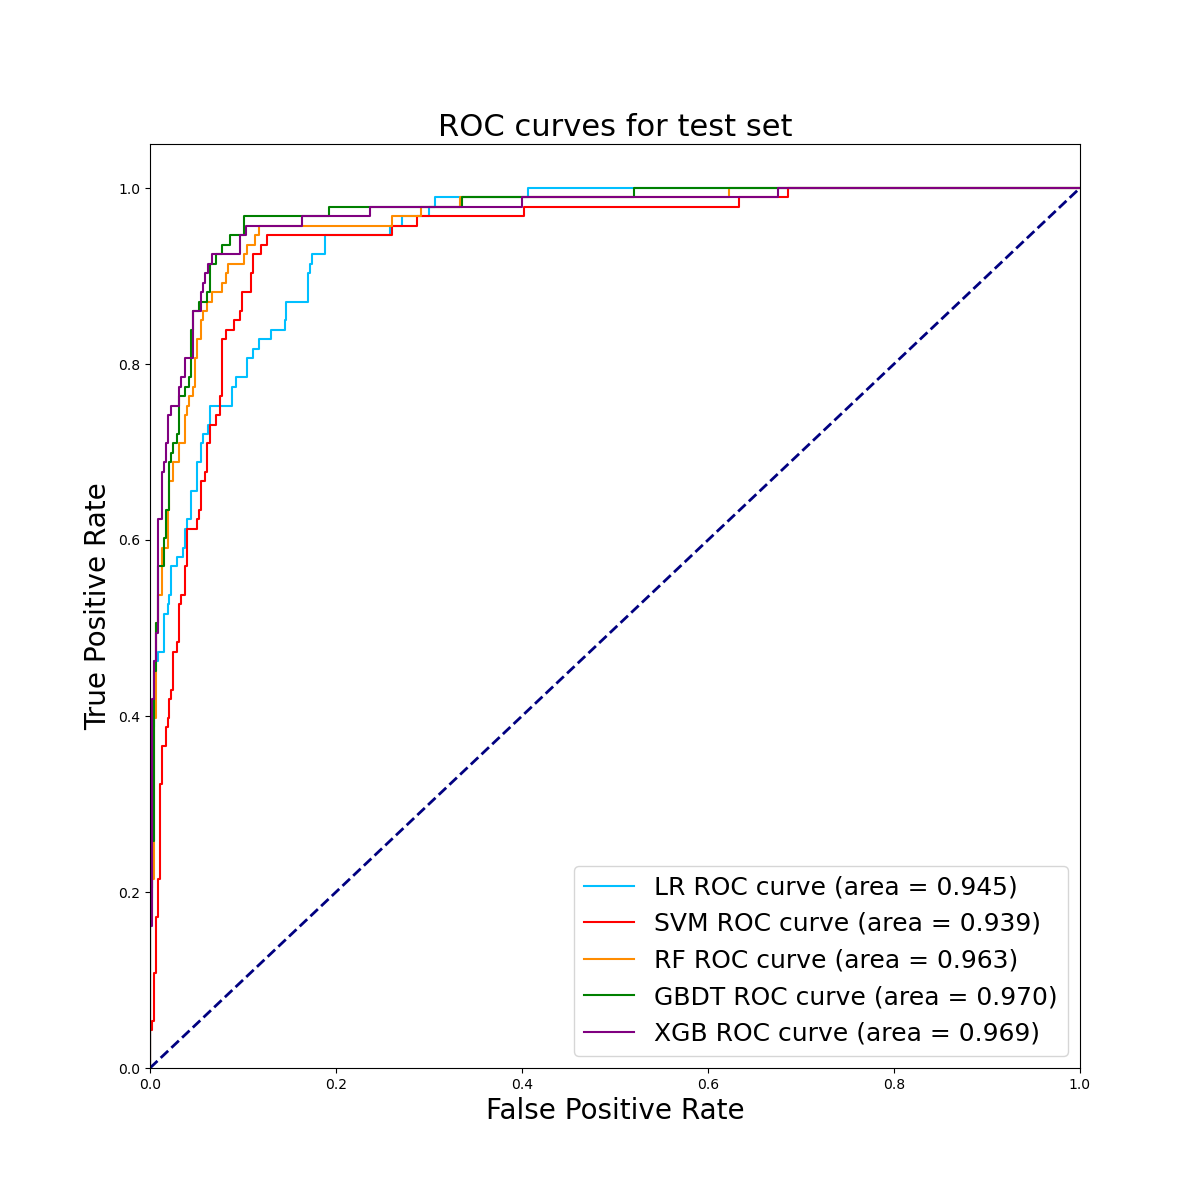 ROC curves for test set
True Positive Rate
1.0
0.8
0.6
0.4
0.2
0.0
LR ROC curve (area = 0.945)
SVM ROC curve (area = 0.939)
RF ROC curve (area = 0.963)
GBDT ROC curve (area = 0.970)
XGB ROC curve (area = 0.969)
0.0 0.2 0.4 0.6 0.8 1.0
False Positive Rate